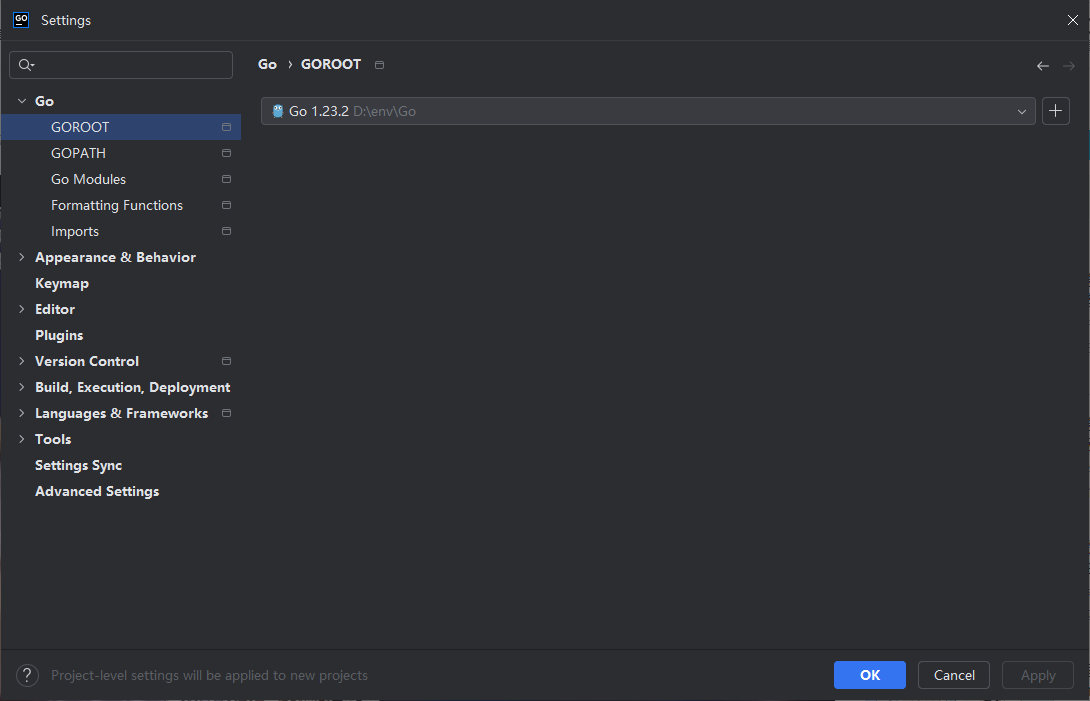 GO Settings
Go › GOROOT
Go
GOROOT
GOPATH
Go Modules
Formatting Functions
Imports
Appearance & Behavior
Keymap
Editor
Plugins
Version Control
Build, Execution, Deployment
Languages & Frameworks
Tools
Settings Sync
Advanced Settings
Go 1.23.2 D:\env\Go
? Project-level settings will be applied to new projects
OK Cancel Apply